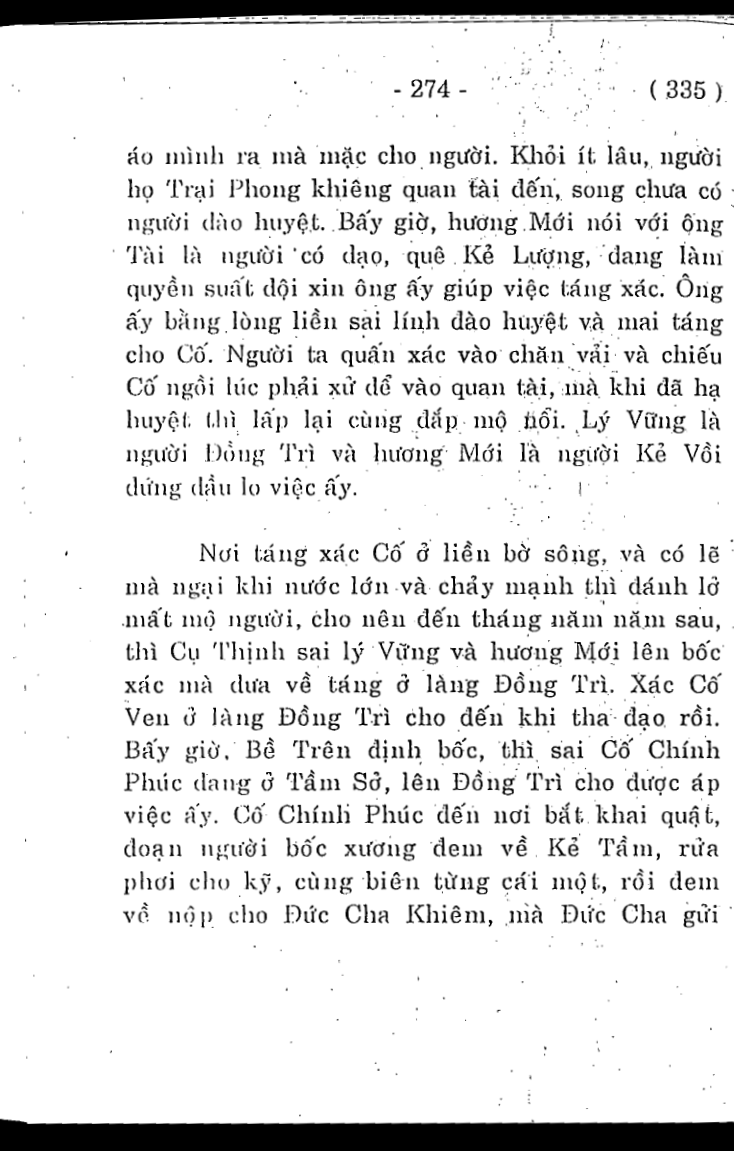 - 274 - ( 335 )
áo mình ra mà mặc cho người. Khỏi ít lâu, người
họ Trại Phong khiêng quan tài đến, song chưa có
người đào huyệt. Bấy giờ, hương Mới nói với ông
Tài là người có đạo, quê Kẻ Lượng, đang làm
quyền suất đội xin ông ấy giúp việc táng xác. Ông
ấy bằng lòng liền sai lính đào huyệt và mai táng
cho Cố. Người ta quấn xác vào chăn vải và chiếu
Cố ngồi lúc phải xử để vào quan tài, mà khi đã hạ
huyệt thì lấp lại cùng đắp mộ nổi. Lý Vững là
người Đồng Trì và hương Mới là người Kẻ Vồi
đứng đầu lo việc ấy.
Nơi táng xác Cố ở liền bờ sông, và có lẽ
mà ngại khi nước lớn và chảy mạnh thì đánh lở
mất mộ người, cho nên đến tháng năm năm sau,
thì Cụ Thịnh sai lý Vững và hương Mới lên bốc
xác mà đưa về táng ở làng Đồng Trì. Xác Cố
Ven ở làng Đồng Trì cho đến khi tha đạo rồi.
Bấy giờ, Bề Trên định bốc, thì sai Cố Chính
Phúc đang ở Tầm Sở, lên Đồng Trì cho được áp
việc ấy. Cố Chính Phúc đến nơi bắt khai quật,
đoạn người bốc xương đem về Kẻ Tầm, rửa
phơi cho kỹ, cùng biên từng cái một, rồi đem
về nộp cho Đức Cha Khiêm, mà Đức Cha gửi